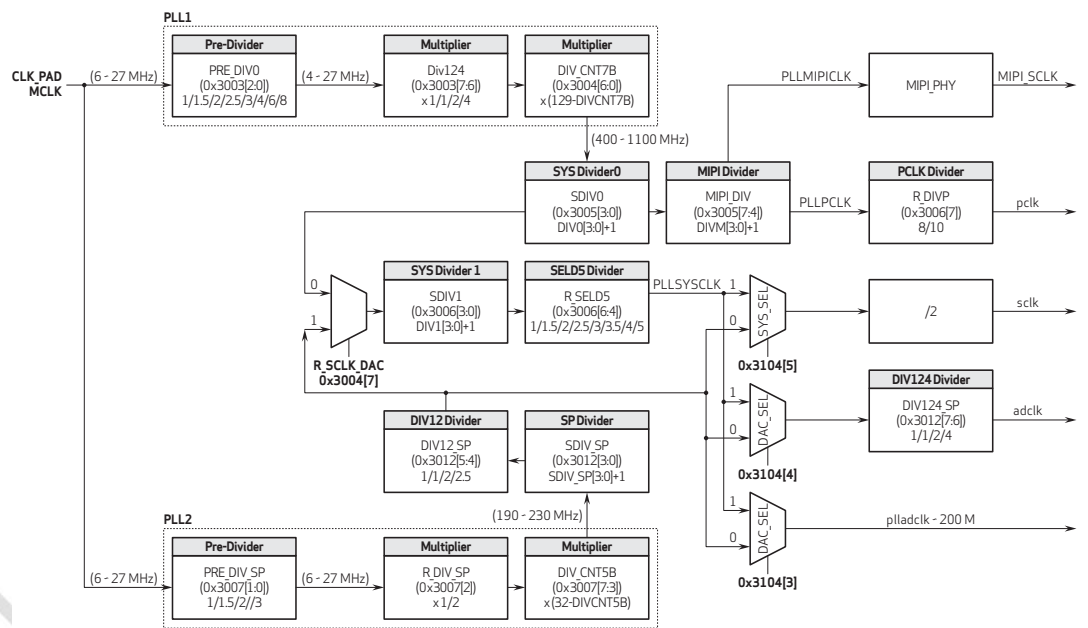 PLL1
Pre-Divider
PRE_DIV0
(0x3003[2:0])
1/1.5/2/2.5/3/4/6/8
Multiplier
Div124
(0x3003[7:6])
x 1/1/2/4
Multiplier
DIV_CNT7B
(0x3004[6:0])
x (129-DIVCNT7B)
CLK_PAD
MCLK
(6 - 27 MHz)
(4 - 27 MHz)
(400 - 1100 MHz)
PLLMIPICLK
MIPI_PHY
MIPI_SCLK
SYS Divider0
SDIV0
(0x3005[3:0])
DIV0[3:0]+1
MIPI Divider
MIPI_DIV
(0x3005[7:4])
DIVM[3:0]+1
PLLPCLK
PCLK Divider
R_DIVP
(0x3006[7])
8/10
pclk
0
1
R_SCLK_DAC
0x3004[7]
SYS Divider 1
SDIV1
(0x3006[3:0])
DIV1[3:0]+1
SELD5 Divider
R_SELD5
(0x3006[6:4])
1/1.5/2/2.5/3/3.5/4/5
PLLSYSCLK
1
0
SYS_SEL
0x3104[5]
/2
sclk
DIV12 Divider
DIV12_SP
(0x3012[5:4])
1/1/2/2.5
SP Divider
SDIV_SP
(0x3012[3:0])
SDIV_SP[3:0]+1
1
0
DAC_SEL
0x3104[4]
DIV124 Divider
DIV124_SP
(0x3012[7:6])
1/1/2/4
adclk
(190 - 230 MHz)
1
0
DAC_SEL
0x3104[3]
plladclk - 200 M
PLL2
(6 - 27 MHz)
Pre-Divider
PRE_DIV_SP
(0x3007[1:0])
1/1.5/2//3
(6 - 27 MHz)
Multiplier
R_DIV_SP
(0x3007[2])
x 1/2
Multiplier
DIV_CNT5B
(0x3007[7:3])
x (32-DIVCNT5B)